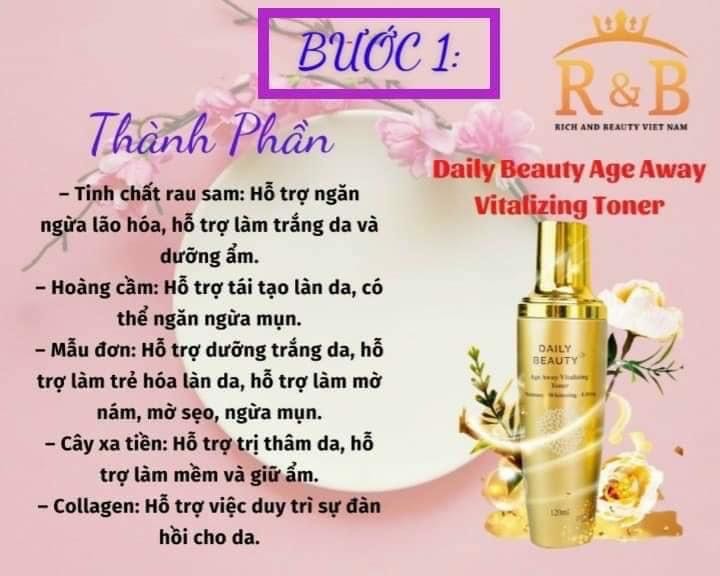 BƯỚC 1:
R&B
RICH AND BEAUTY VIET NAM
Thành Phần
Daily Beauty Age Away
Vitalizing Toner
– Tinh chất rau sam: Hỗ trợ ngăn
ngừa lão hóa, hỗ trợ làm trắng da và
dưỡng ẩm.
– Hoàng cầm: Hỗ trợ tái tạo làn da, có
thể ngăn ngừa mụn.
– Mẫu đơn: Hỗ trợ dưỡng trắng da, hỗ
trợ làm trẻ hóa làn da, hỗ trợ làm mờ
nám, mờ sẹo, ngừa mụn.
– Cây xa tiền: Hỗ trợ trị thâm da, hỗ
trợ làm mềm và giữ ẩm.
– Collagen: Hỗ trợ việc duy trì sự đàn
hồi cho da.
DAILY
BEAUTY
Age Away Vitalizing
Toner
Whitening
120ml